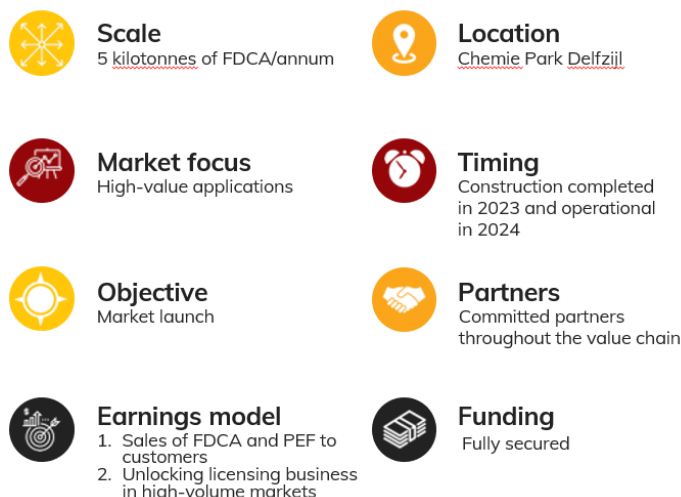 Scale
5 kilotonnes of FDCA/annum
Location
Chemie Park Delfzijl
Market focus
High-value applications
Timing
Construction completed
in 2023 and operational
in 2024
Objective
Market launch
Partners
Committed partners
throughout the value chain
Earnings model
1. Sales of FDCA and PEF to
customers
2. Unlocking licensing business
in high-volume markets
Funding
Fully secured